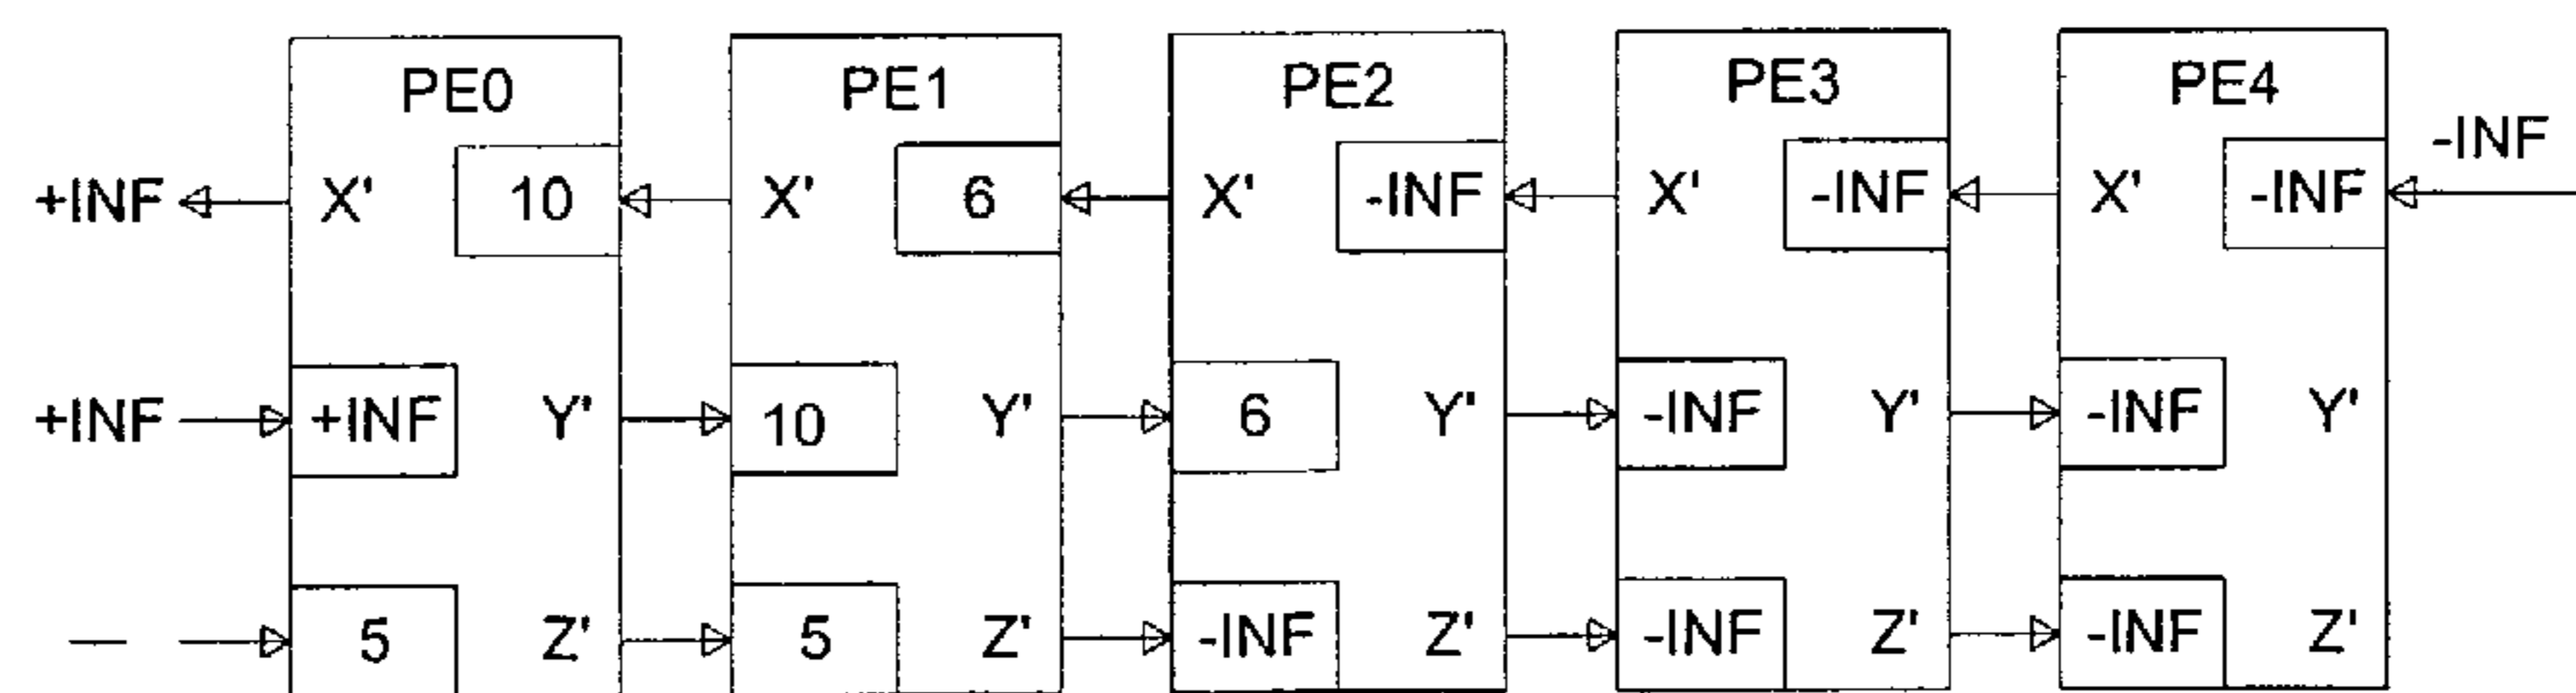 PE0 PE1 PE2 PE3 PE4
-INF
+INF X' 10 X' 6 X' -INF X' -INF X' -INF
+INF +INF Y' 10 Y' 6 Y' -INF Y' -INF Y'
— 5 Z' 5 Z' -INF Z' -INF Z' -INF Z'